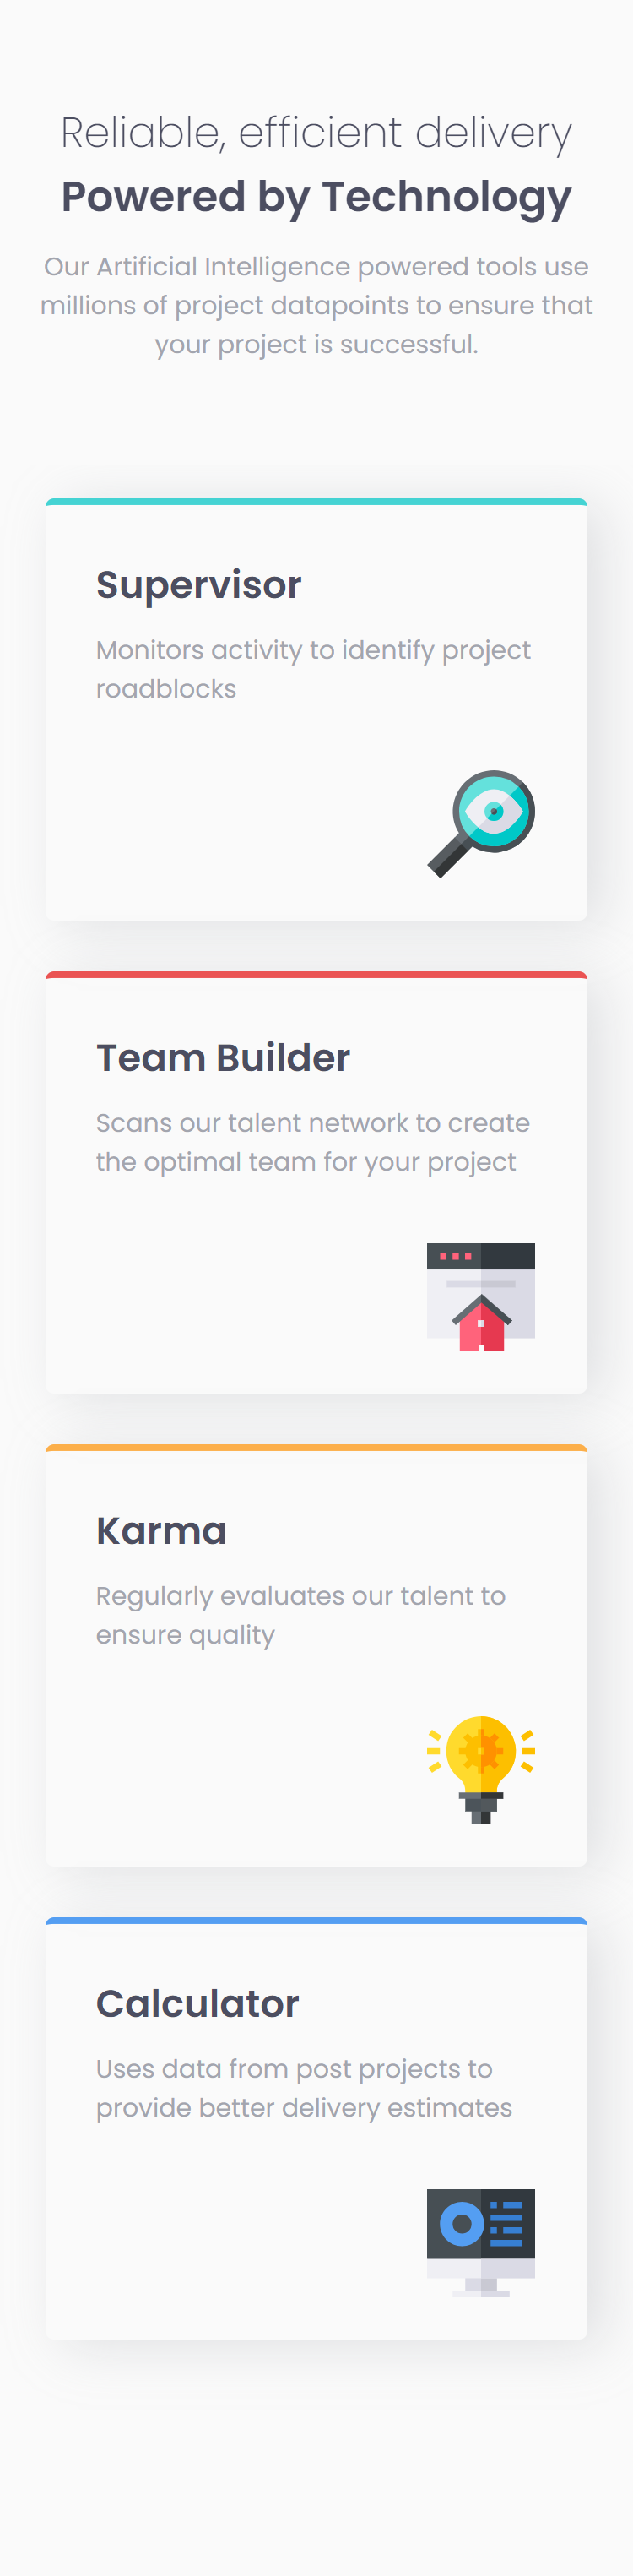 Reliable, efficient delivery
Powered by Technology
Our Artificial Intelligence powered tools use
millions of project datapoints to ensure that
your project is successful.
Supervisor
Monitors activity to identify project
roadblocks
Team Builder
Scans our talent network to create
the optimal team for your project
Karma
Regularly evaluates our talent to
ensure quality
Calculator
Uses data from post projects to
provide better delivery estimates